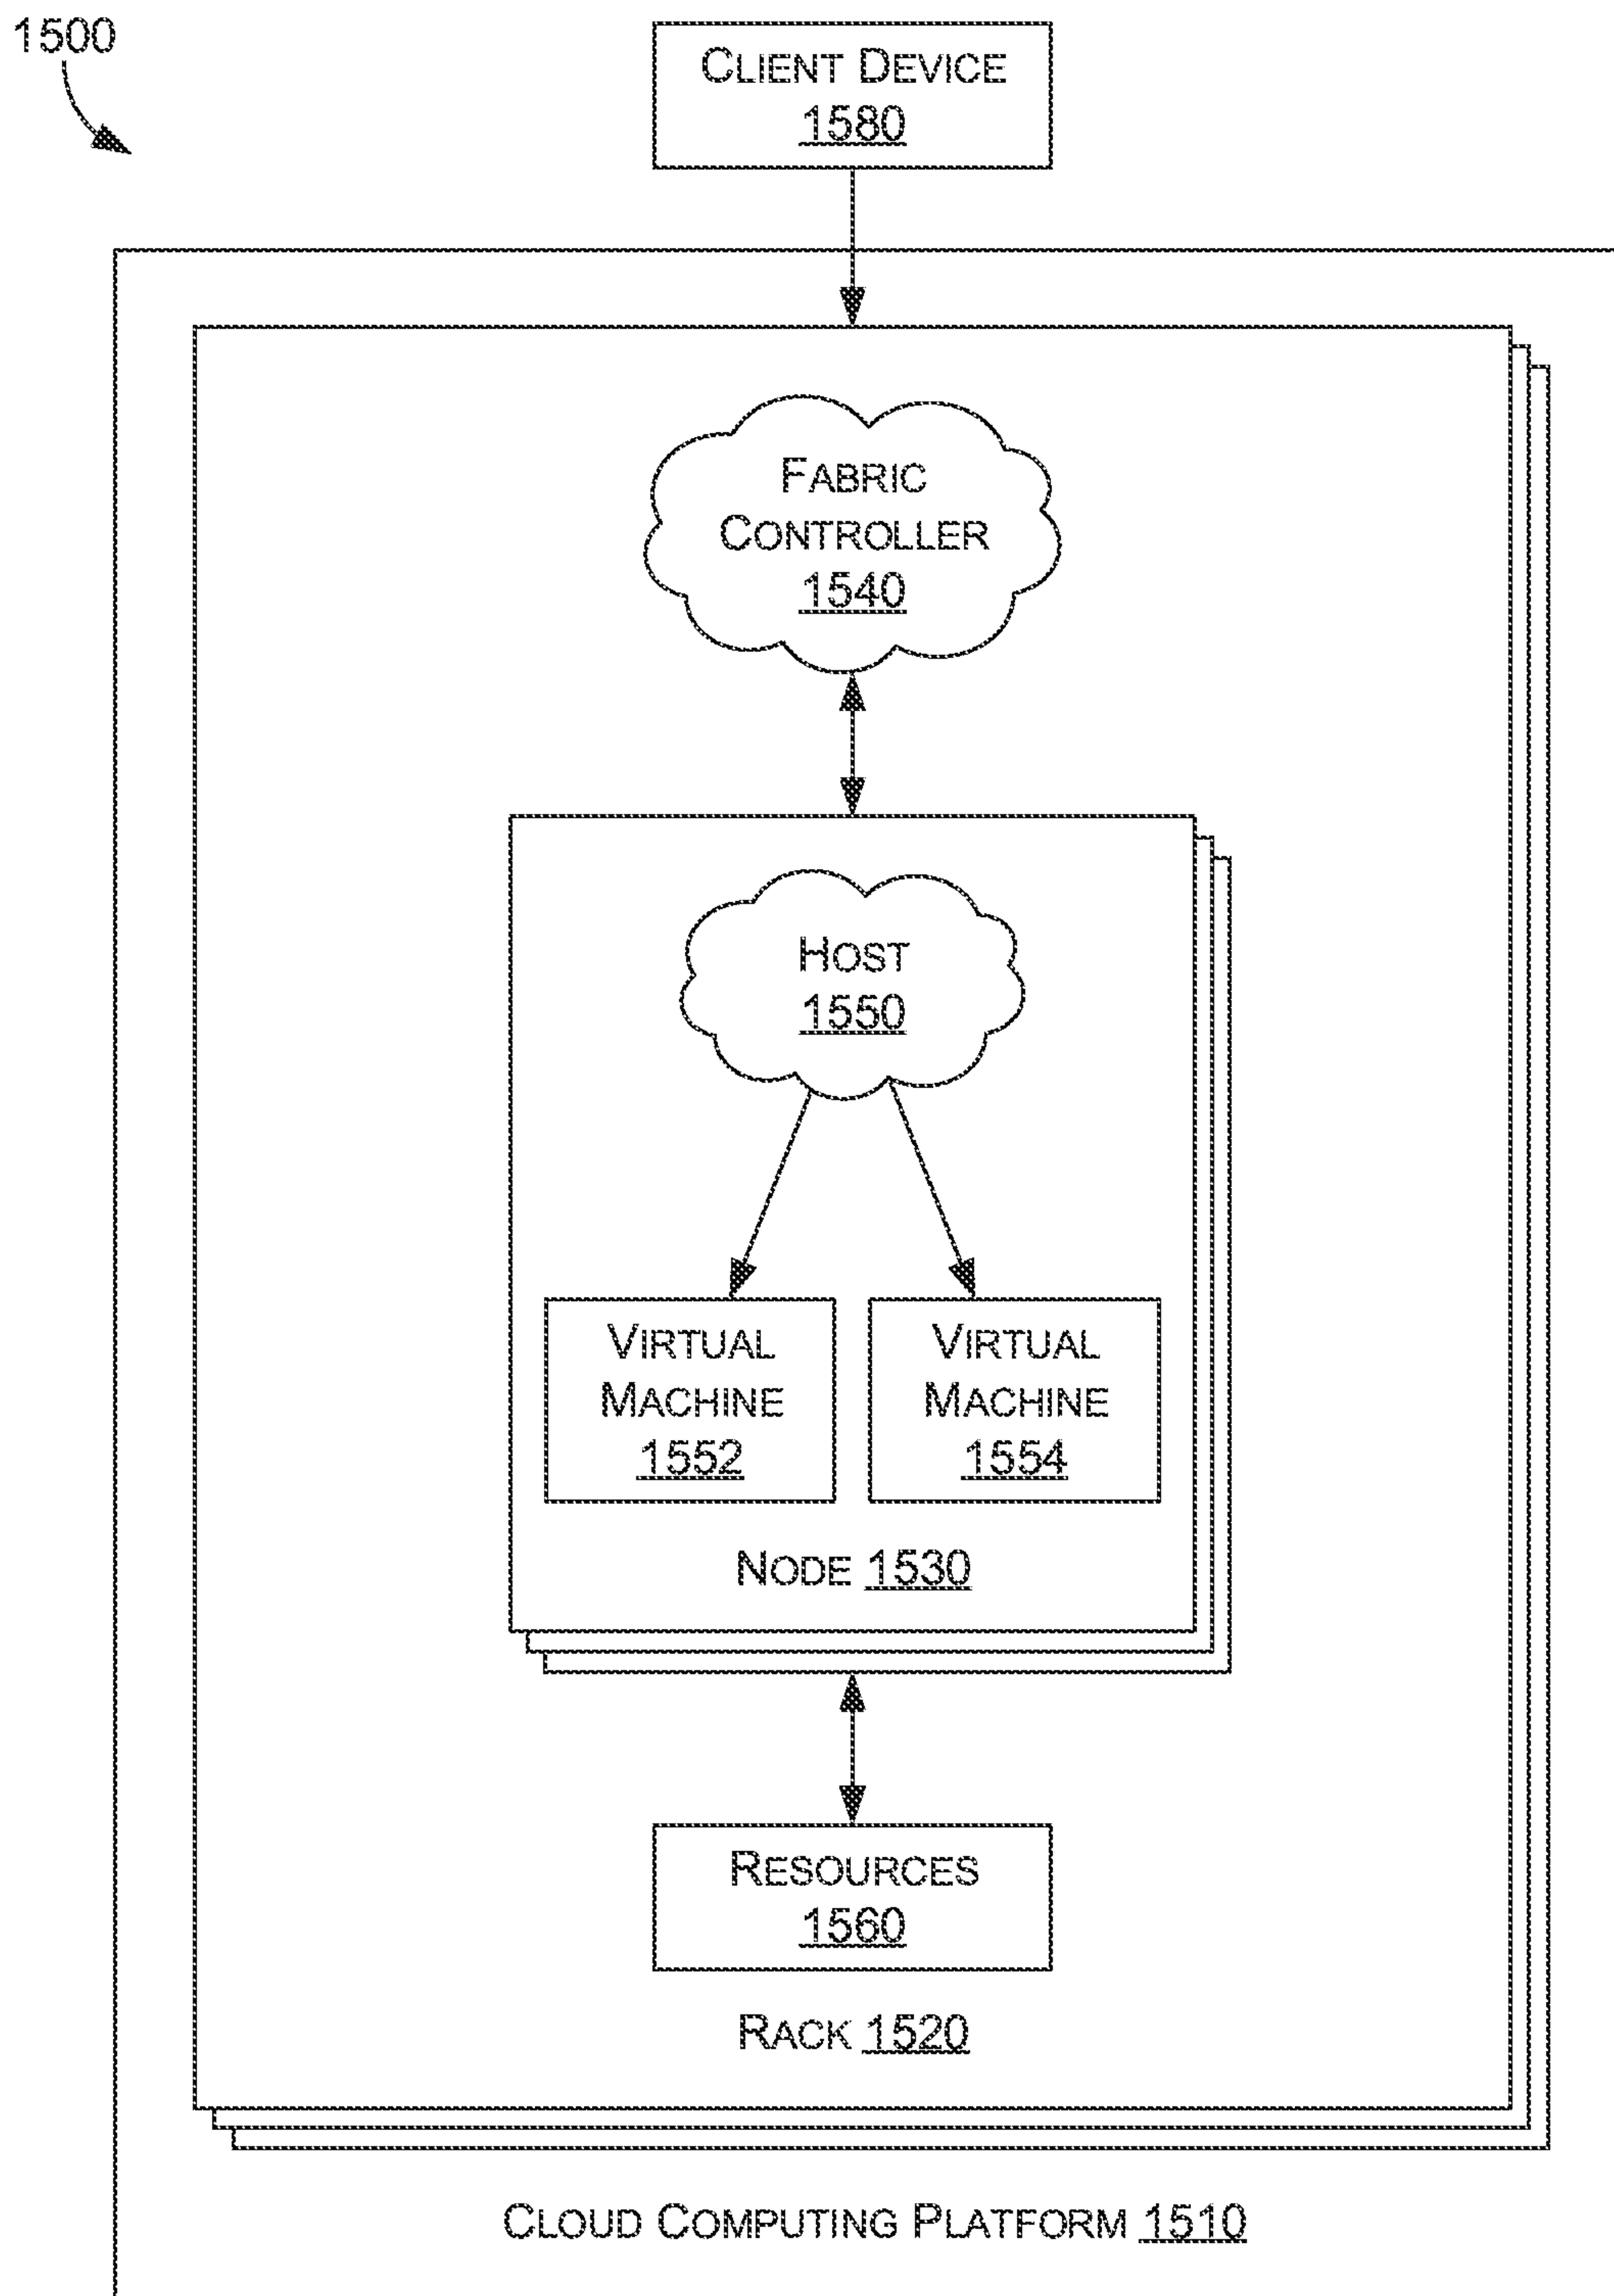 1500
CLIENT DEVICE
1580
FABRIC
CONTROLLER
1540
HOST
1550
VIRTUAL
MACHINE
1552
VIRTUAL
MACHINE
1554
NODE 1530
RESOURCES
1560
RACK 1520
CLOUD COMPUTING PLATFORM 1510